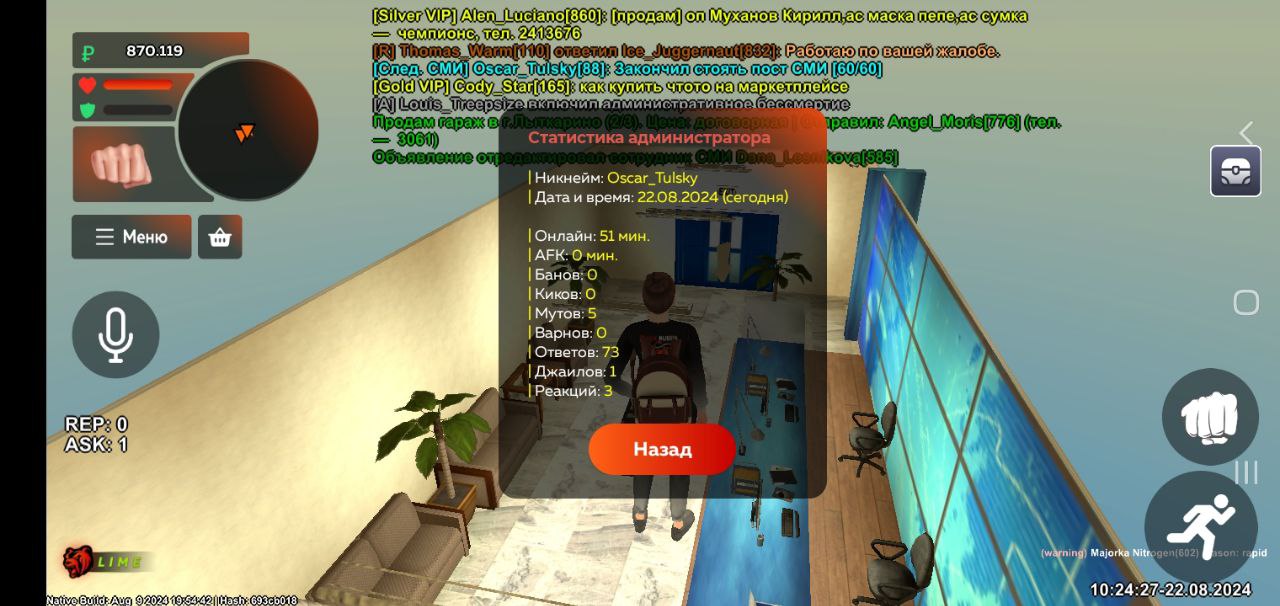 [Silver VIP] Alen_Luciano[860]: [продам] оп Муханов Кирилл,ас маска пепе,ас сумка
— чемпионс, тел. 2413676
[R] Thomas_Warm[110] ответил Ice_Juggernaut[832]: Работаю по вашей жалобе.
[След. СМИ] Oscar_Tulsky[88]: Закончил стоять пост СМИ [60/60]
[Gold VIP] Cody_Star[165]: как купить чтото на маркетплейсе
[A] Louis_Treepsize включил административное бессмертие
Продам гараж в г.Лыткарино (2/3). Цена: договорная | правил: Angel_Moris[776] (тел.
— 3061)
Объявление отредактировал сотрудник СМИ [585]
870.119
Меню
REP: 0
ASK: 1
Статистика администратора
Никнейм: Oscar_Tulsky
Дата и время: 22.08.2024 (сегодня)
Онлайн: 51 мин.
AFK: 0 мин.
Банов: 0
Киков: 0
Мутов: 5
Варнов: 0
Ответов: 73
Джаилов: 1
Реакций: 3
Назад
LIME
(warning) Majorka Nitrogen(602) rapid
10:24:27-22.08.2024
Native Build: Aug 9 2024 19:54:42 | Hash: 693cb018